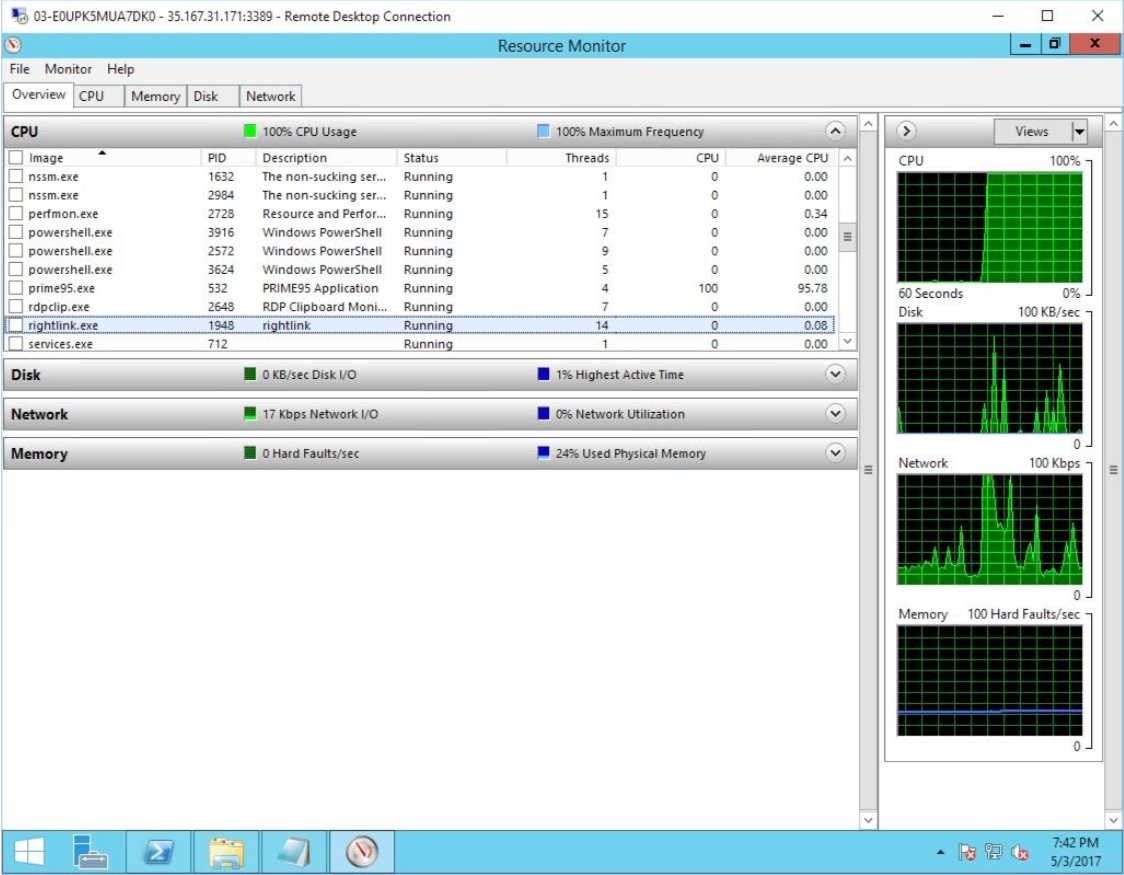 03-E0UPK5MUA7DK0 - 35.167.31.171:3389 - Remote Desktop Connection
Resource Monitor
File Monitor Help
Overview CPU Memory Disk Network
CPU 100% CPU Usage 100% Maximum Frequency
Image PID Description Status Threads CPU Average CPU
nssm.exe 1632 The non-sucking ser... Running 1 0 0.00
nssm.exe 2984 The non-sucking ser... Running 1 0 0.00
perfmon.exe 2728 Resource and Perfor... Running 15 0 0.34
powershell.exe 3916 Windows PowerShell Running 7 0 0.00
powershell.exe 2572 Windows PowerShell Running 9 0 0.00
powershell.exe 3624 Windows PowerShell Running 5 0 0.00
prime95.exe 532 PRIME95 Application Running 4 100 95.78
rdpclip.exe 2648 RDP Clipboard Moni... Running 7 0 0.00
rightlink.exe 1948 rightlink Running 14 0 0.08
services.exe 712 Running 1 0 0.00
Disk 0 KB/sec Disk I/O 1% Highest Active Time
Network 17 Kbps Network I/O 0% Network Utilization
Memory 0 Hard Faults/sec 24% Used Physical Memory
Views
CPU 100%
60 Seconds 0%
Disk 100 KB/sec
0
Network 100 Kbps
0
Memory 100 Hard Faults/sec
0
7:42 PM
5/3/2017